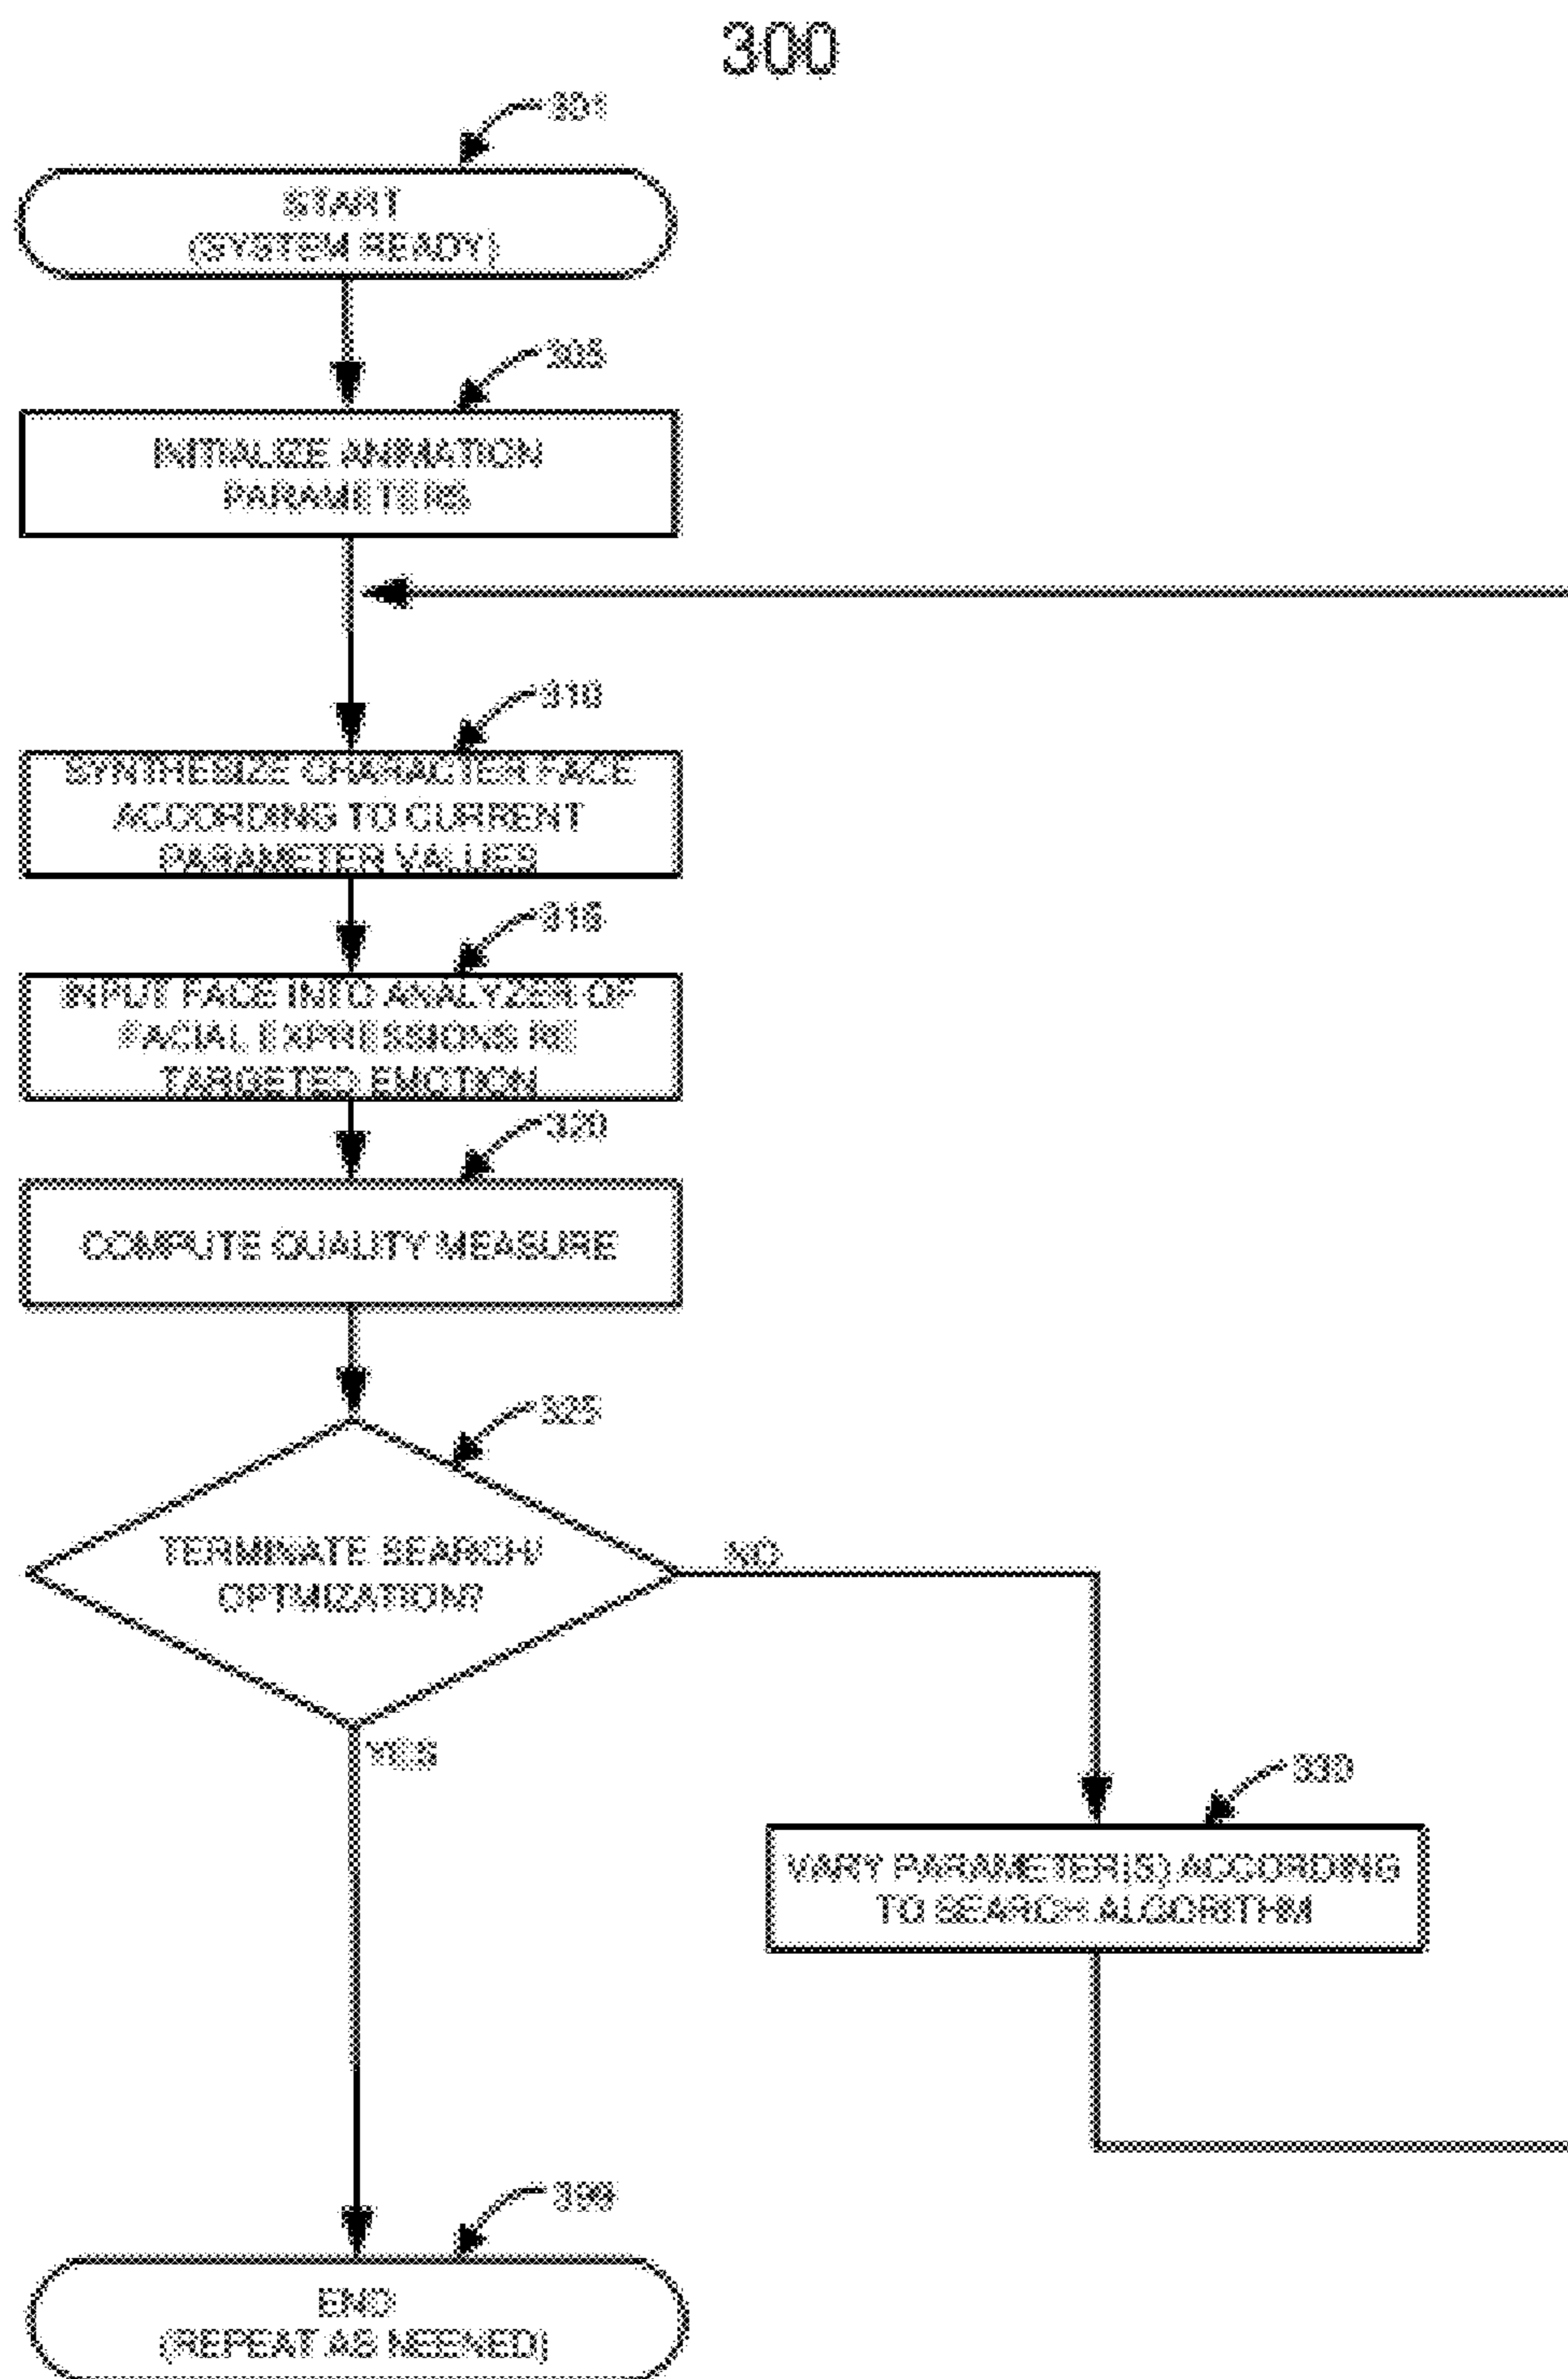 300
301
START
(SYSTEM READY)
305
INITIALIZE ANIMATION
PARAMETERS
310
SYNTHESIZE CHARACTER FACE
ACCORDING TO CURRENT
PARAMETER VALUES
315
INPUT FACE INTO ANALYZER OF
FACIAL EXPRESSIONS RE
TARGETED EMOTION
320
COMPUTE QUALITY MEASURE
325
TERMINATE SEARCH/
OPTMIZATION?
NO
YES
330
VARY PARAMETER(S) ACCORDING
TO SEARCH ALGORITHM
399
END
(REPEAT AS NEENED)